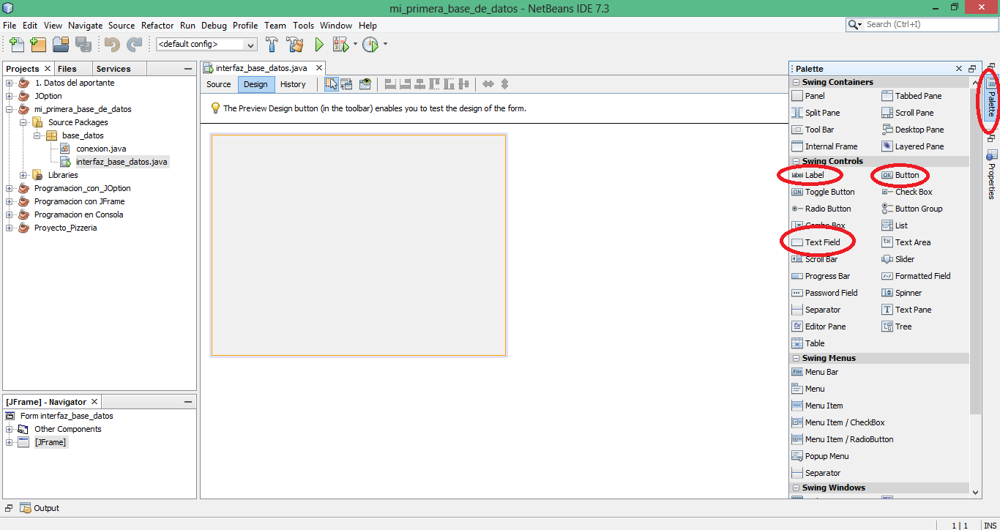 mi_primera_base_de_datos - NetBeans IDE 7.3
File Edit View Navigate Source Refactor Run Debug Profile Team Tools Window Help
Search (Ctrl+I)
<default config>
Projects Files Services
1. Datos del aportante
JOption
mi_primera_base_de_datos
Source Packages
base_datos
conexion.java
interfaz_base_datos.java
Libraries
Programacion_con_JOption
Programacion con JFrame
Programacion en Consola
Proyecto_Pizzeria
[JFrame] - Navigator
Form interfaz_base_datos
Other Components
[JFrame]
interfaz_base_datos.java
Source Design History
The Preview Design button (in the toolbar) enables you to test the design of the form.
Palette
Swing Containers
Panel Tabbed Pane
Split Pane Scroll Pane
Tool Bar Desktop Pane
Internal Frame Layered Pane
Swing Controls
label Label OK Button
ON Toggle Button Check Box
Radio Button Button Group
Combo Box List
Text Field Text Area
Scroll Bar Slider
Progress Bar Formatted Field
Password Field Spinner
Separator T Text Pane
Editor Pane Tree
Table
Swing Menus
File Menu Bar
Menu
Menu Item
Menu Item / CheckBox
Menu Item / RadioButton
Popup Menu
Separator
Swing Windows
Palette
Properties
Output
1 | 1 INS